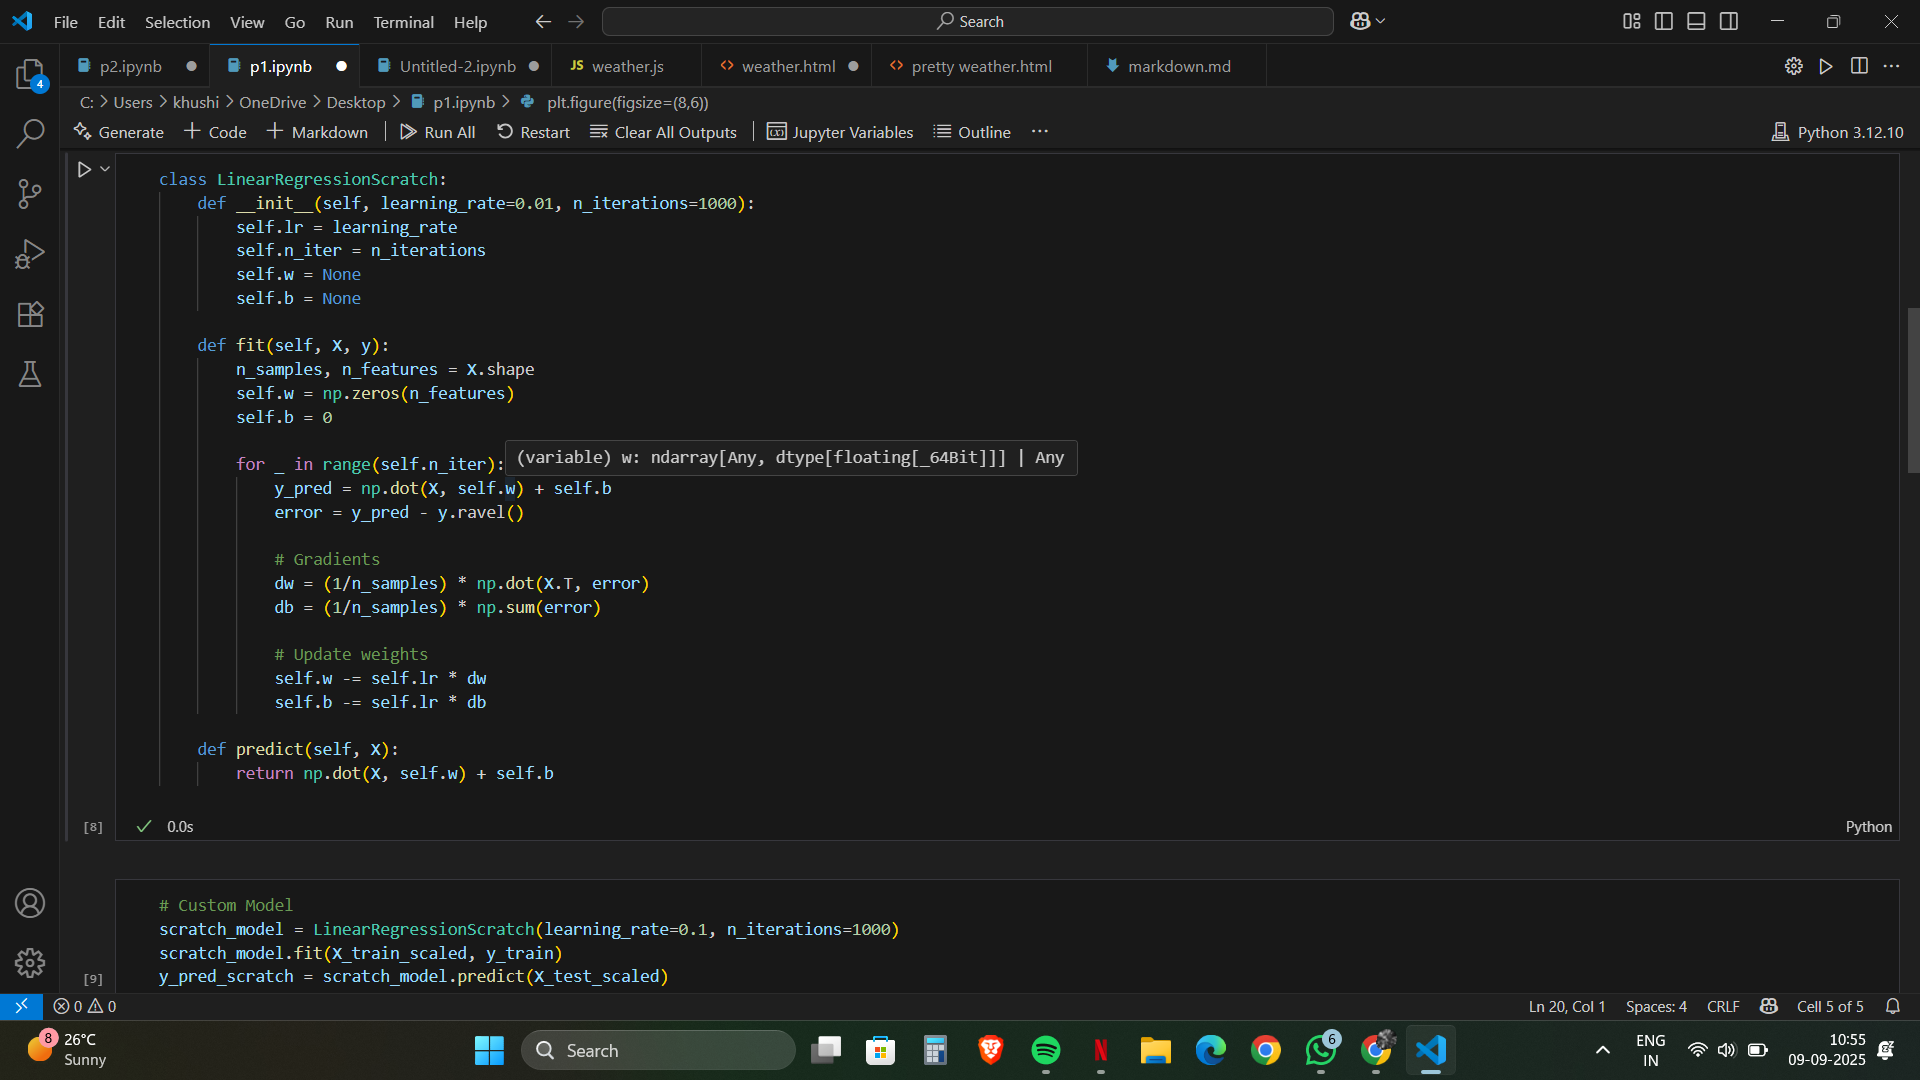 File Edit Selection View Go Run Terminal Help
Search
4
p2.ipynb
p1.ipynb
Untitled-2.ipynb
JS weather.js
<> weather.html
<> pretty weather.html
markdown.md
C: > Users > khushi > OneDrive > Desktop > p1.ipynb > plt.figure(figsize=(8,6))
Generate + Code + Markdown | Run All Restart Clear All Outputs | Jupyter Variables Outline ...
Python 3.12.10
class LinearRegressionScratch:
    def __init__(self, learning_rate=0.01, n_iterations=1000):
        self.lr = learning_rate
        self.n_iter = n_iterations
        self.w = None
        self.b = None
    def fit(self, X, y):
        n_samples, n_features = X.shape
        self.w = np.zeros(n_features)
        self.b = 0
(variable) w: ndarray[Any, dtype[floating[_64Bit]]] | Any
        for _ in range(self.n_iter):
            y_pred = np.dot(X, self.w) + self.b
            error = y_pred - y.ravel()
            # Gradients
            dw = (1/n_samples) * np.dot(X.T, error)
            db = (1/n_samples) * np.sum(error)
            # Update weights
            self.w -= self.lr * dw
            self.b -= self.lr * db
    def predict(self, X):
        return np.dot(X, self.w) + self.b
[8] 0.0s
Python
# Custom Model
scratch_model = LinearRegressionScratch(learning_rate=0.1, n_iterations=1000)
scratch_model.fit(X_train_scaled, y_train)
y_pred_scratch = scratch_model.predict(X_test_scaled)
[9]
0 0
Ln 20, Col 1 Spaces: 4 CRLF Cell 5 of 5
8
26°C
Sunny
Search
6
ENG
IN
10:55
09-09-2025